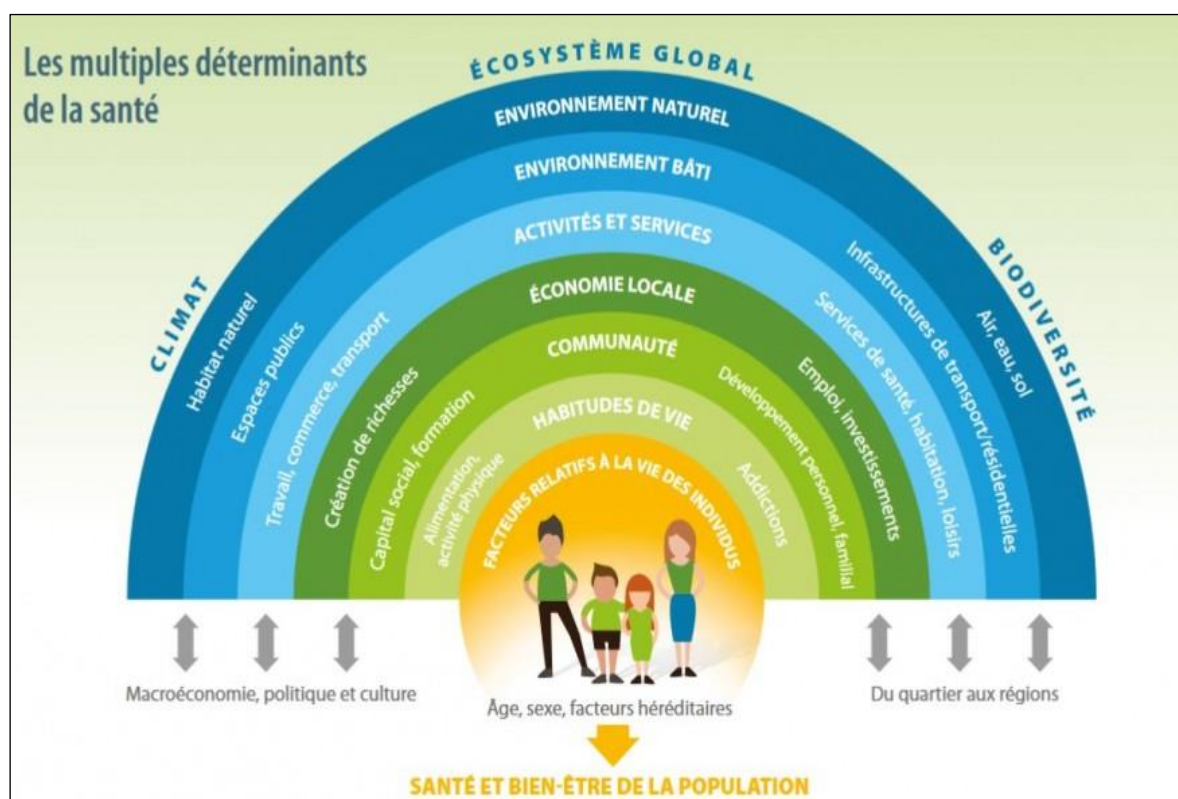 Les multiples déterminants
de la santé
ÉCOSYSTÈME GLOBAL
CLIMAT
BIODIVERSITÉ
ENVIRONNEMENT NATUREL
Habitat naturel
Air, eau, sol
ENVIRONNEMENT BÂTI
Espaces publics
Infrastructures de transport/résidentielles
ACTIVITÉS ET SERVICES
Travail, commerce, transport
Services de santé, habitation, loisirs
ÉCONOMIE LOCALE
Création de richesses
Emploi, investissements
COMMUNAUTÉ
Capital social, formation
Développement personnel, familial
HABITUDES DE VIE
Alimentation,
activité physique
Addictions
FACTEURS RELATIFS À LA VIE DES INDIVIDUS
Macroéconomie, politique et culture
Âge, sexe, facteurs héréditaires
Du quartier aux régions
SANTÉ ET BIEN-ÊTRE DE LA POPULATION